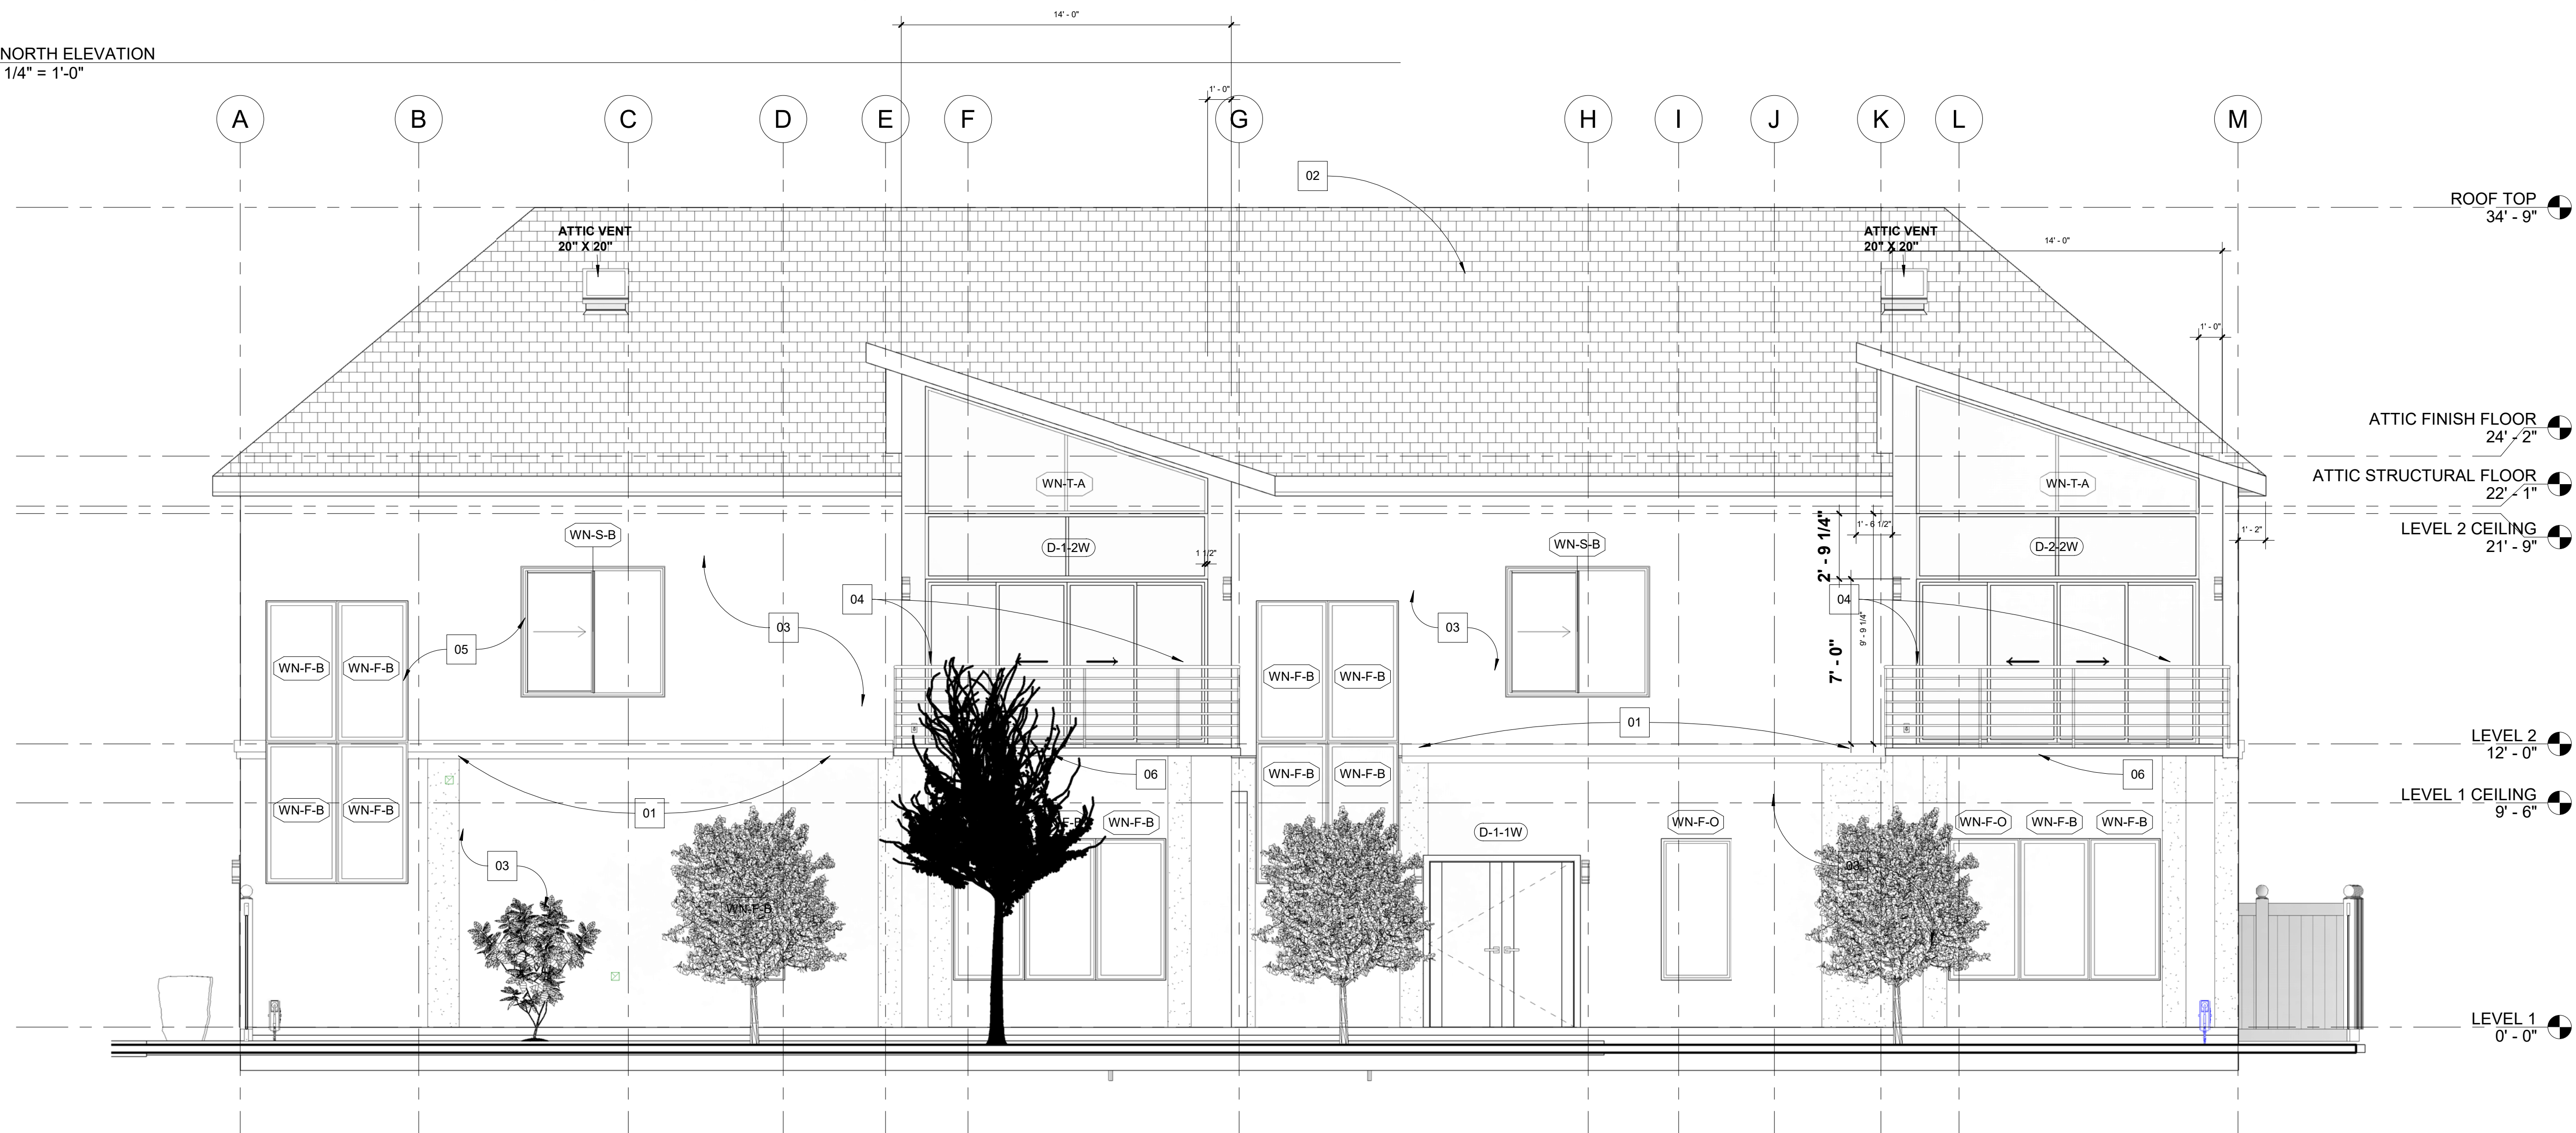 14' - 0"
NORTH ELEVATION
1/4" = 1'-0"
1' - 0"
A
B
C
D
E
F
G
H
I
J
K
L
M
02
ROOF TOP
34' - 9"
ATTIC VENT
20" X 20"
ATTIC VENT
20" X 20"
14' - 0"
1' - 0"
ATTIC FINISH FLOOR
24' - 2"
ATTIC STRUCTURAL FLOOR
22' - 1"
WN-T-A
WN-T-A
LEVEL 2 CEILING
21' - 9"
WN-S-B
D-1-2W
1 1/2"
WN-S-B
2' - 9 1/4"
1' - 6 1/2"
D-2-2W
1' - 2"
04
04
03
03
05
9' - 9 1/4"
7' - 0"
WN-F-B
WN-F-B
WN-F-B
WN-F-B
01
LEVEL 2
12' - 0"
WN-F-B
WN-F-B
06
06
WN-F-B
WN-F-B
01
LEVEL 1 CEILING
9' - 6"
F-B
WN-F-B
D-1-1W
WN-F-O
WN-F-O
WN-F-B
WN-F-B
03
03
WN-F-B
LEVEL 1
0' - 0"